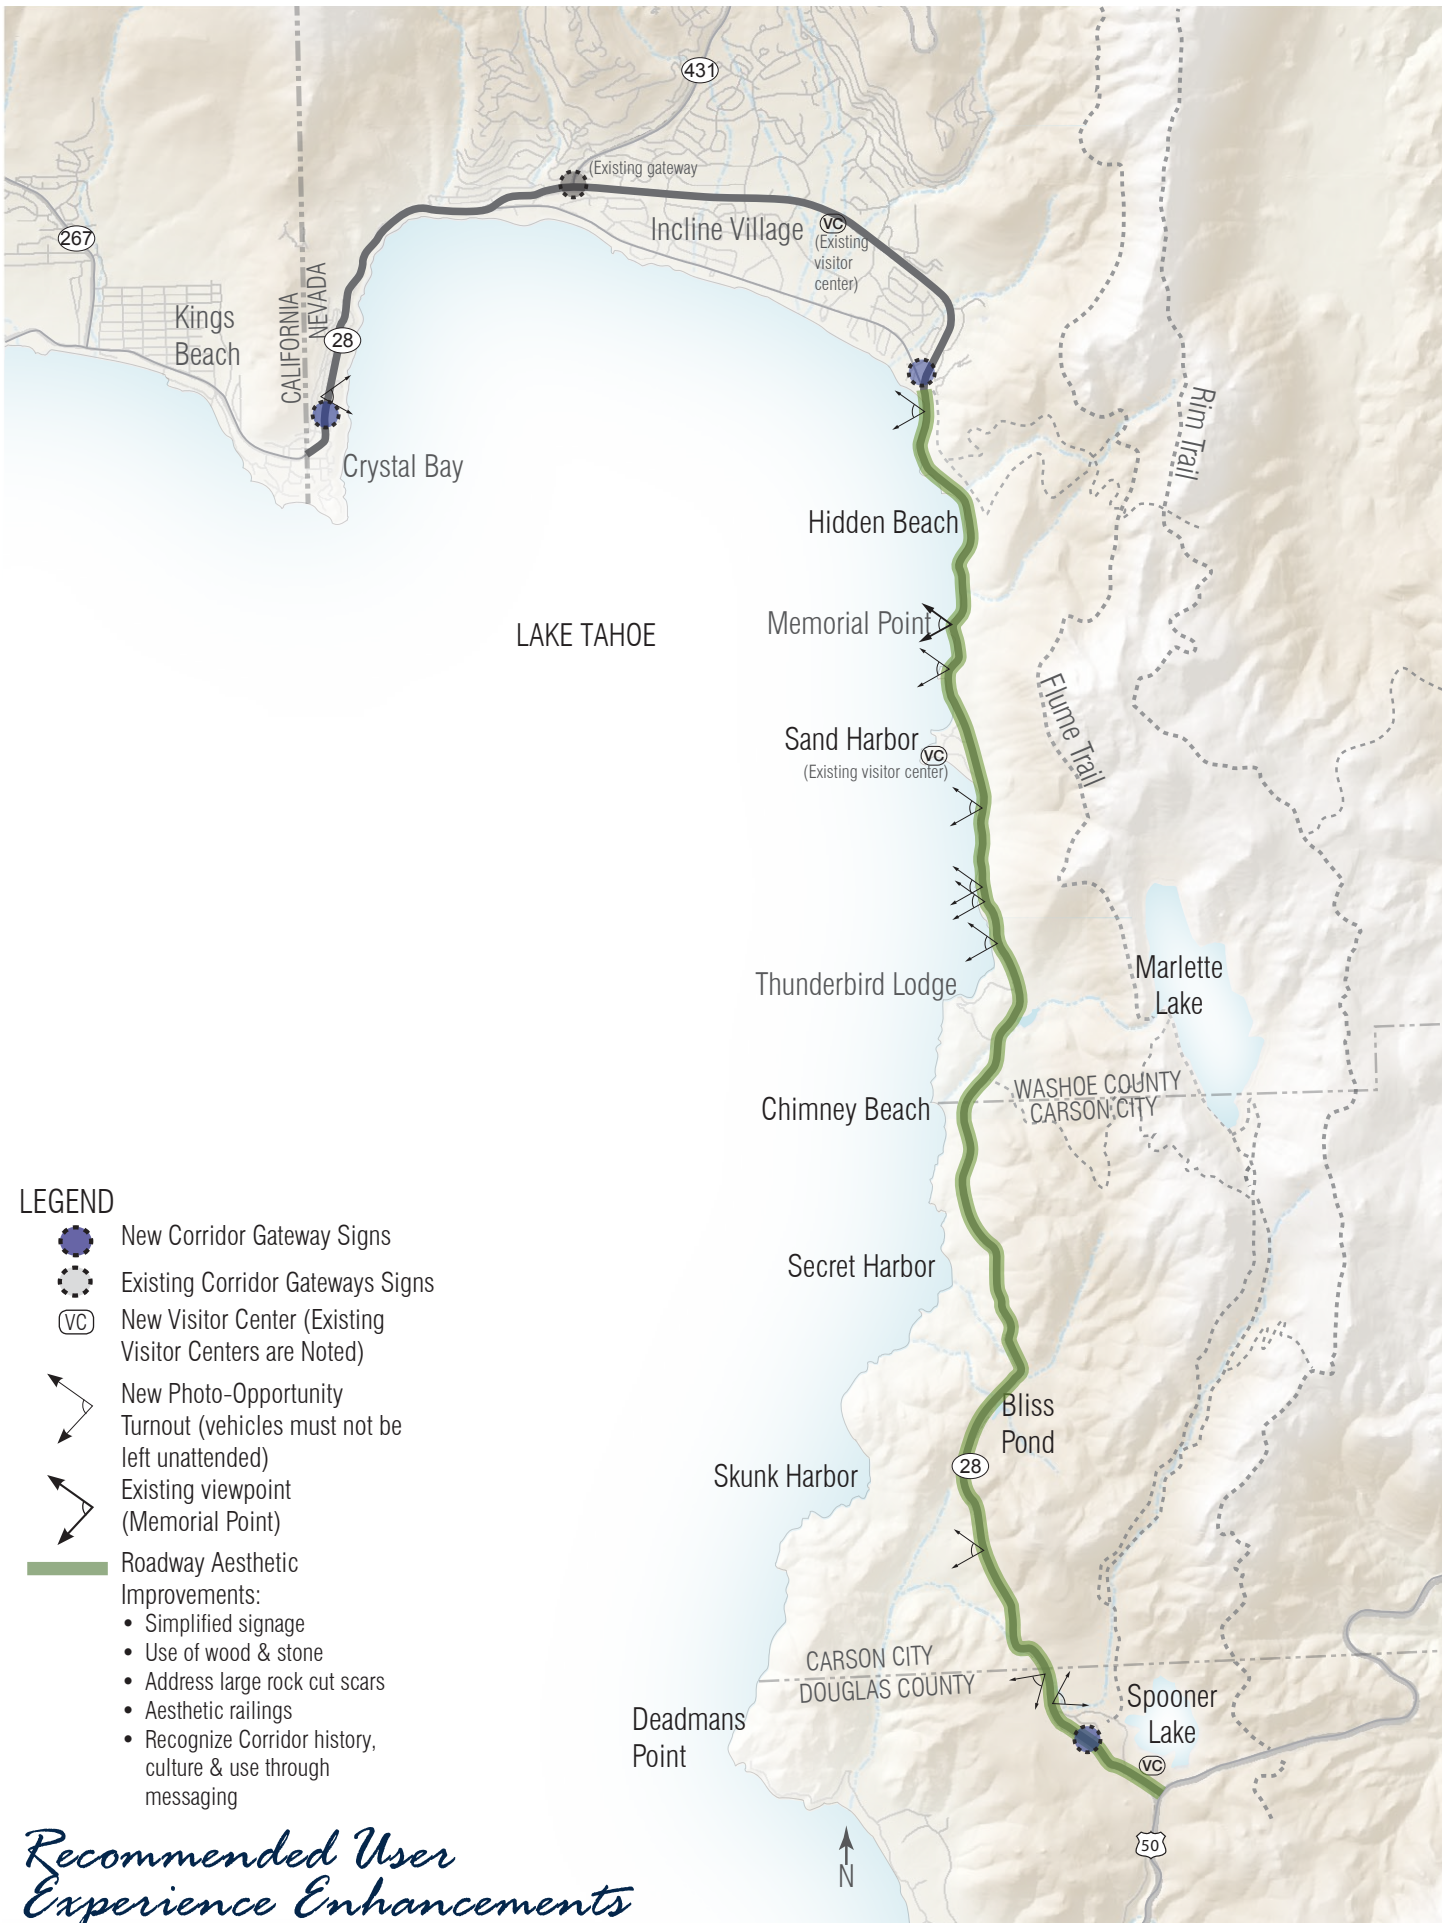 431
(Existing gateway
Incline Village
VC
(Existing
visitor
center)
267
Kings
Beach
CALIFORNIA
NEVADA
28
Crystal Bay
Rim Trail
Hidden Beach
LAKE TAHOE
Memorial Point
Flume Trail
Sand Harbor
VC
(Existing visitor center)
Marlette
Lake
Thunderbird Lodge
WASHOE COUNTY
CARSON CITY
Chimney Beach
Secret Harbor
Bliss
Pond
28
Skunk Harbor
CARSON CITY
DOUGLAS COUNTY
Spooner
Lake
VC
Deadmans
Point
50
N
LEGEND
New Corridor Gateway Signs
Existing Corridor Gateways Signs
VC
New Visitor Center (Existing
Visitor Centers are Noted)
New Photo-Opportunity
Turnout (vehicles must not be
left unattended)
Existing viewpoint
(Memorial Point)
Roadway Aesthetic
Improvements:
• Simplified signage
• Use of wood & stone
• Address large rock cut scars
• Aesthetic railings
• Recognize Corridor history,
culture & use through
messaging
Recommended User
Experience Enhancements